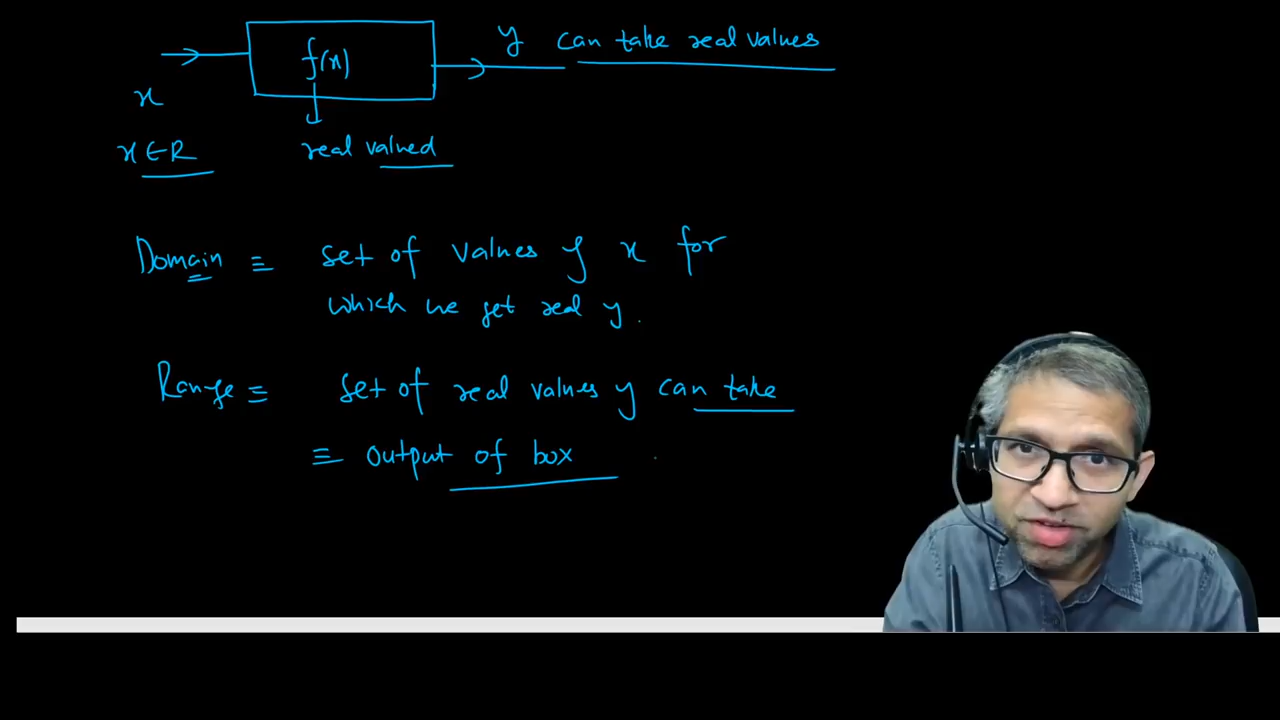 f(x)
y can take real values
x
x ∈ R
real valued
Domain ≡ set of values of x for
which we get real y.
Range ≡ set of real values y can take
≡ output of box